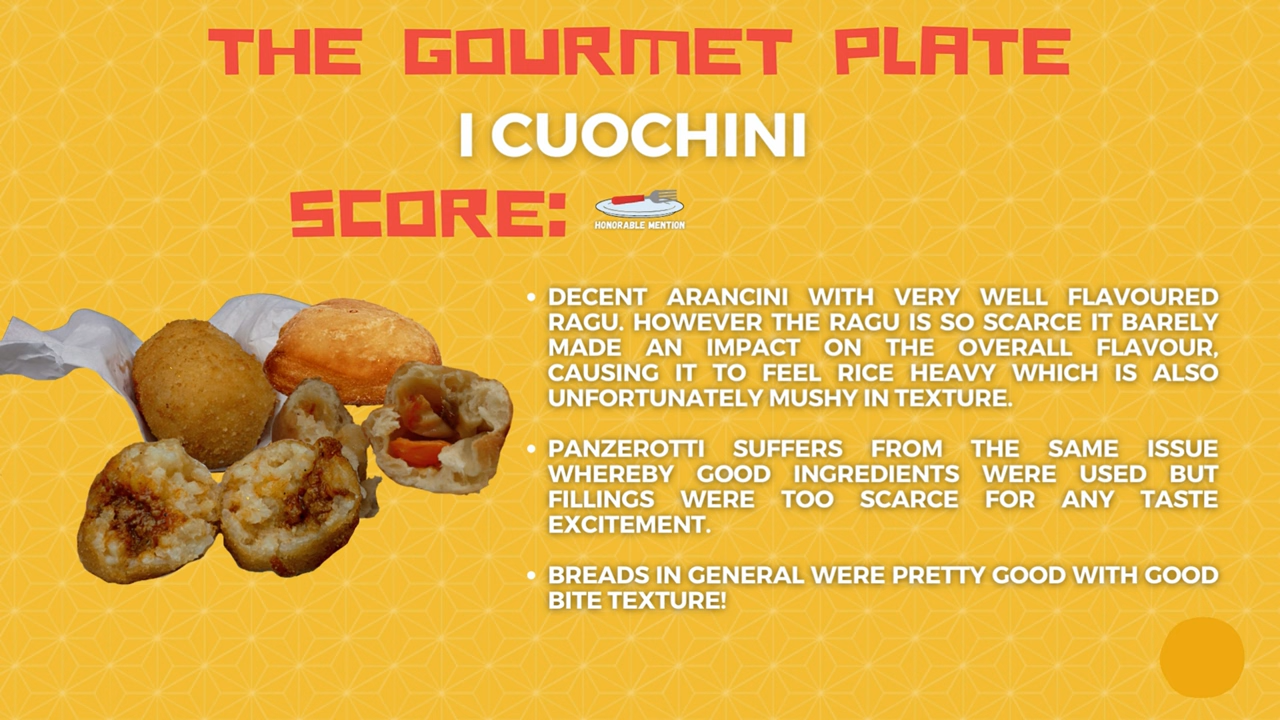 THE GOURMET PLATE
I CUOCHINI
SCORE:
HONORABLE MENTION
• DECENT ARANCINI WITH VERY WELL FLAVOURED
RAGU. HOWEVER THE RAGU IS SO SCARCE IT BARELY
MADE AN IMPACT ON THE OVERALL FLAVOUR,
CAUSING IT TO FEEL RICE HEAVY WHICH IS ALSO
UNFORTUNATELY MUSHY IN TEXTURE.
• PANZEROTTI SUFFERS FROM THE SAME ISSUE
WHEREBY GOOD INGREDIENTS WERE USED BUT
FILLINGS WERE TOO SCARCE FOR ANY TASTE
EXCITEMENT.
• BREADS IN GENERAL WERE PRETTY GOOD WITH GOOD
BITE TEXTURE!